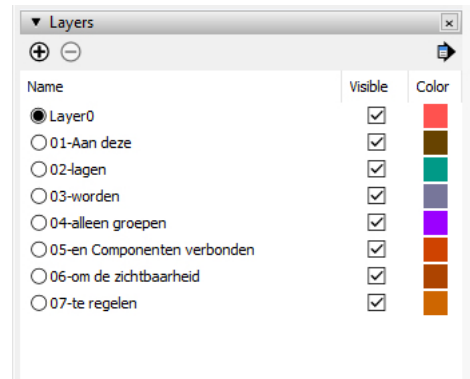 Layers
Name Visible Color
Layer0
01-Aan deze
02-lagen
03-worden
04-alleen groepen
05-en Componenten verbonden
06-om de zichtbaarheid
07-te regelen